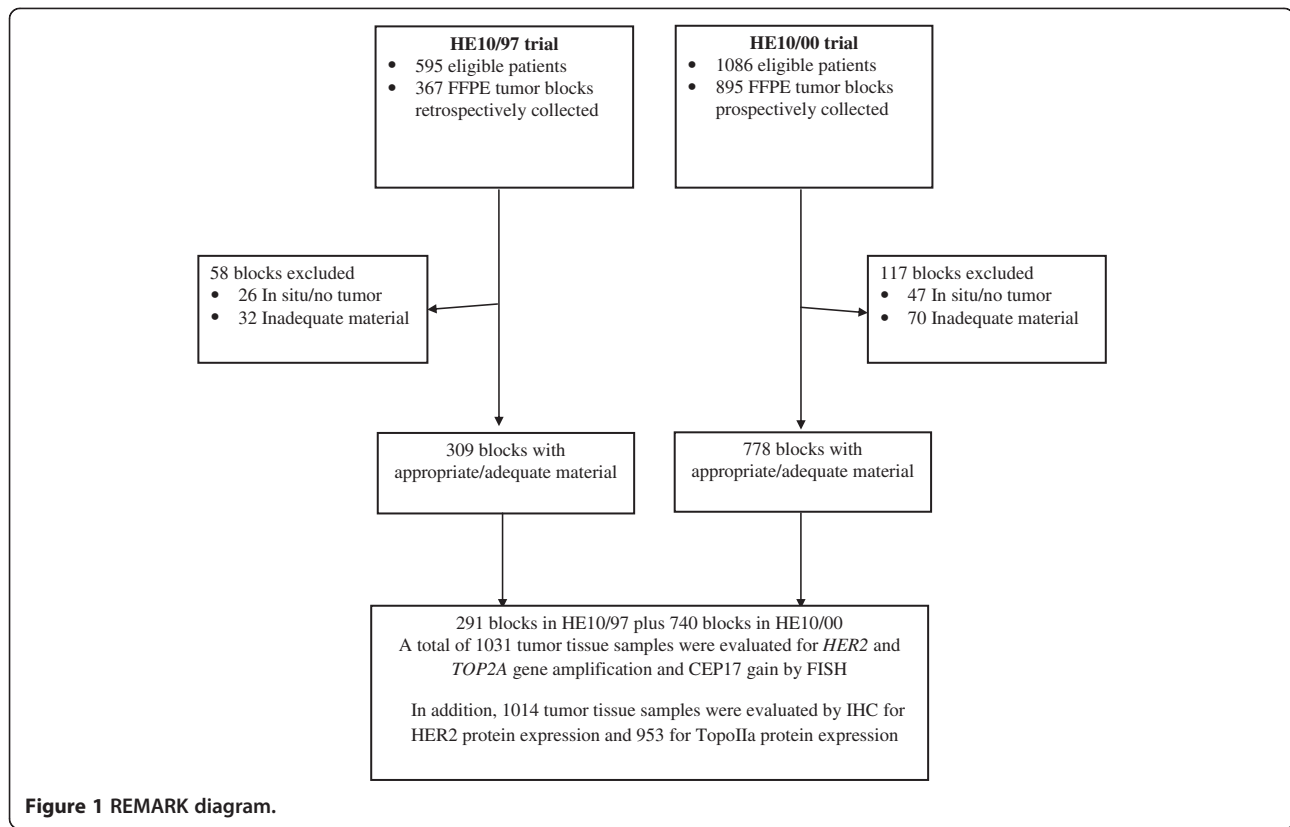 HE10/97 trial
• 595 eligible patients
• 367 FFPE tumor blocks
retrospectively collected
HE10/00 trial
• 1086 eligible patients
• 895 FFPE tumor blocks
prospectively collected
58 blocks excluded
• 26 In situ/no tumor
• 32 Inadequate material
117 blocks excluded
• 47 In situ/no tumor
• 70 Inadequate material
309 blocks with
appropriate/adequate material
778 blocks with
appropriate/adequate material
291 blocks in HE10/97 plus 740 blocks in HE10/00
A total of 1031 tumor tissue samples were evaluated for HER2 and
TOP2A gene amplification and CEP17 gain by FISH
In addition, 1014 tumor tissue samples were evaluated by IHC for
HER2 protein expression and 953 for TopoIIa protein expression
Figure 1 REMARK diagram.